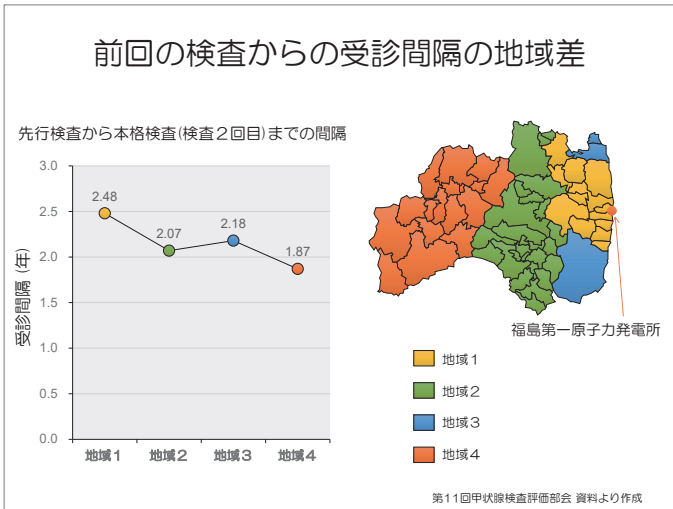 前回の検査からの受診間隔の地域差
先行検査から本格検査(検査２回目)までの間隔
受診間隔 (年)
3.0
2.5
2.0
1.5
1.0
0.5
0.0
2.48
2.07
2.18
1.87
地域１
地域２
地域３
地域４
福島第一原子力発電所
地域１
地域２
地域３
地域４
第11回甲状腺検査評価部会 資料より作成